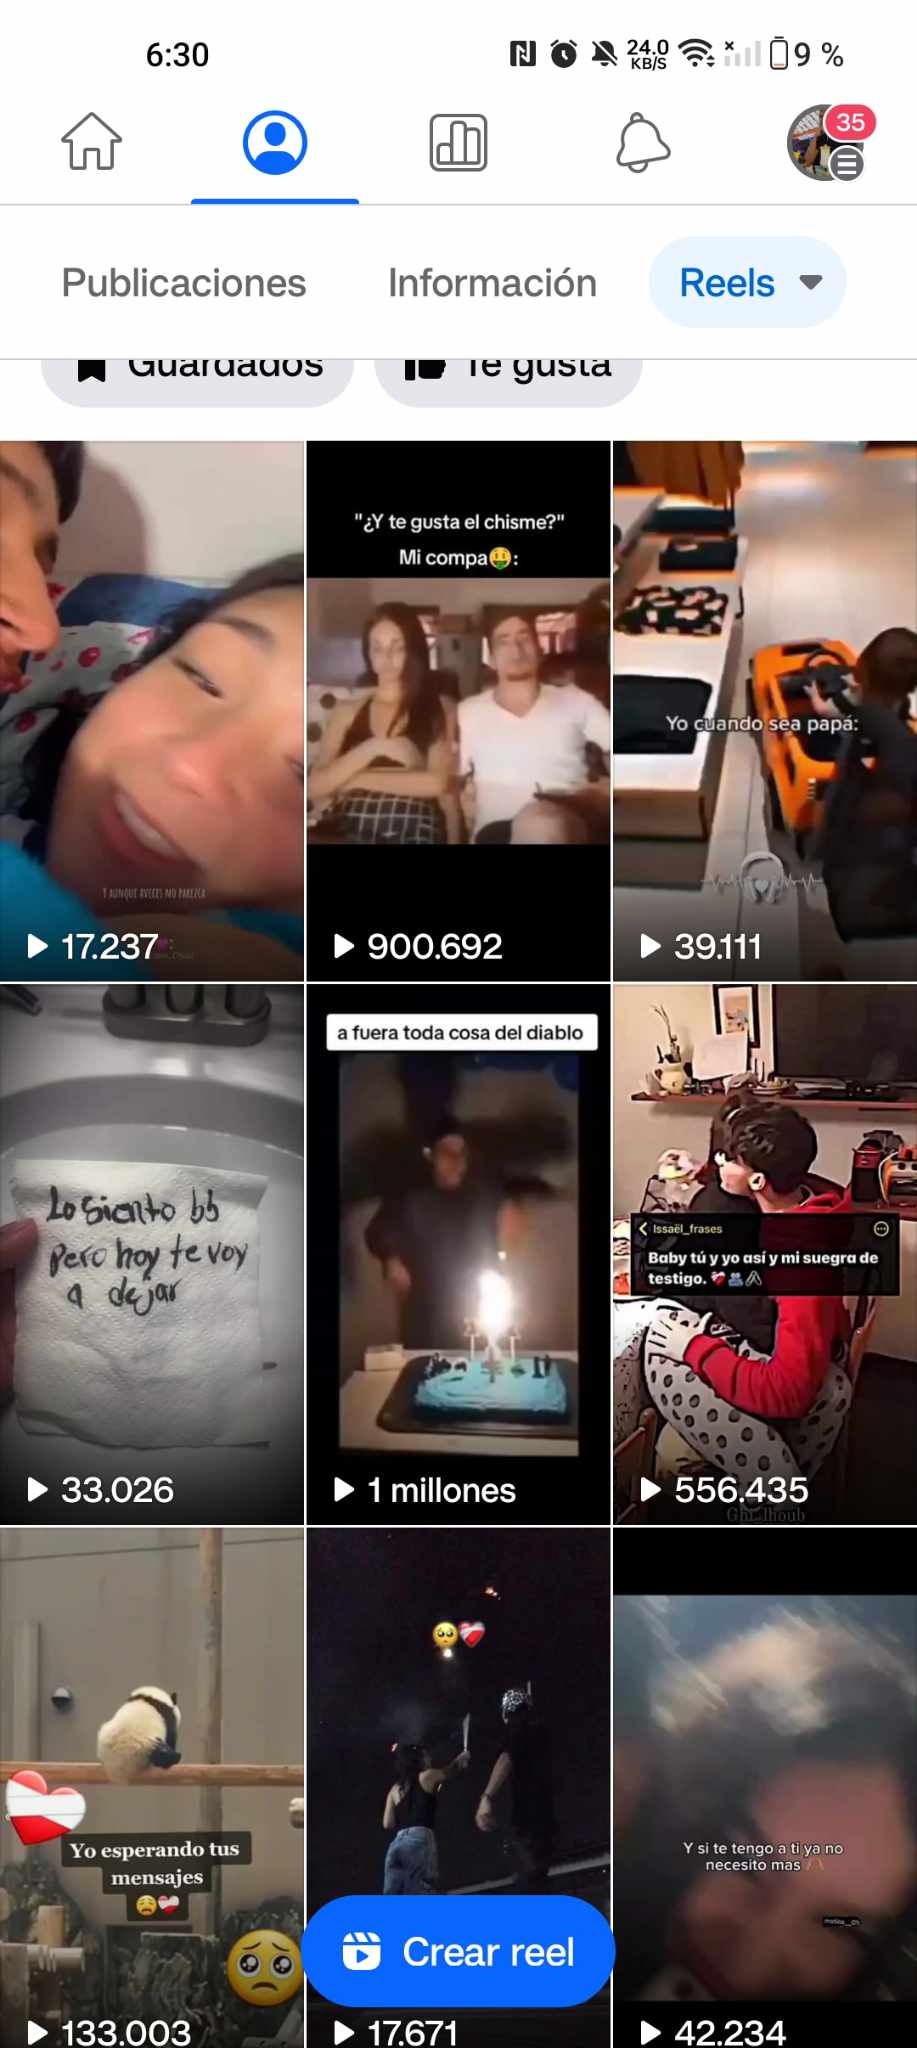 6:30
24.0
KB/S
9 %
35
Publicaciones
Información
Reels
Guardados
Te gusta
"¿Y te gusta el chisme?"
Mi compa🤑:
Yo cuando sea papá:
Y AUNQUE AVECES NO PAREZCA
17.237
900.692
39.111
a fuera toda cosa del diablo
Lo siento bb
Pero hoy te voy
a dejar
Issaël_frases
Baby tú y yo así y mi suegra de
testigo.
33.026
1 millones
556.435
🥺❤️‍🩹
Yo esperando tus
mensajes
😩❤️‍🩹
Y si te tengo a ti ya no
necesito mas
Crear reel
133.003
17.671
42.234